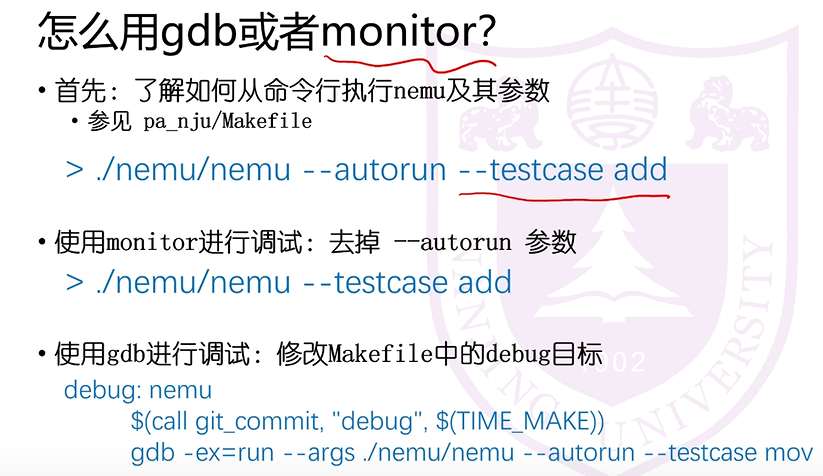 怎么用gdb或者monitor?
• 首先：了解如何从命令行执行nemu及其参数
• 参见 pa_nju/Makefile
> ./nemu/nemu --autorun --testcase add
• 使用monitor进行调试：去掉 --autorun 参数
> ./nemu/nemu --testcase add
• 使用gdb进行调试：修改Makefile中的debug目标
debug: nemu
$(call git_commit, "debug", $(TIME_MAKE))
gdb -ex=run --args ./nemu/nemu --autorun --testcase mov
1902
NANJING UNIVERSITY